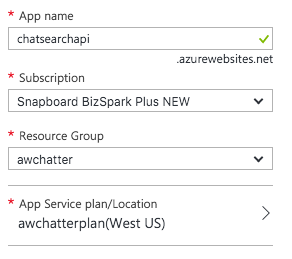 * App name
chatsearchapi
.azurewebsites.net
* Subscription
Snapboard BizSpark Plus NEW
* Resource Group
awchatter
* App Service plan/Location
awchatterplan(West US)